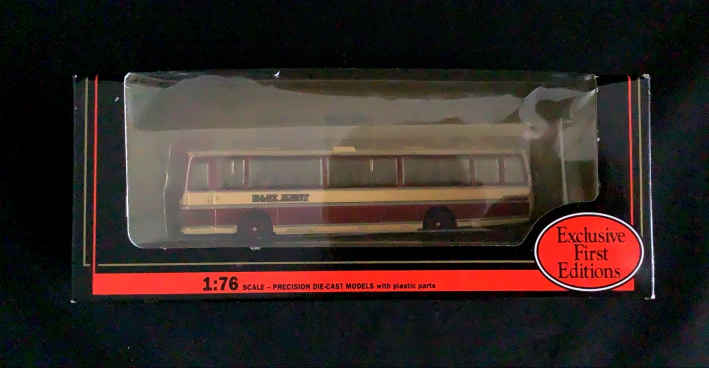 Exclusive
First
Editions
1:76 SCALE – PRECISION DIE-CAST MODELS with plastic parts